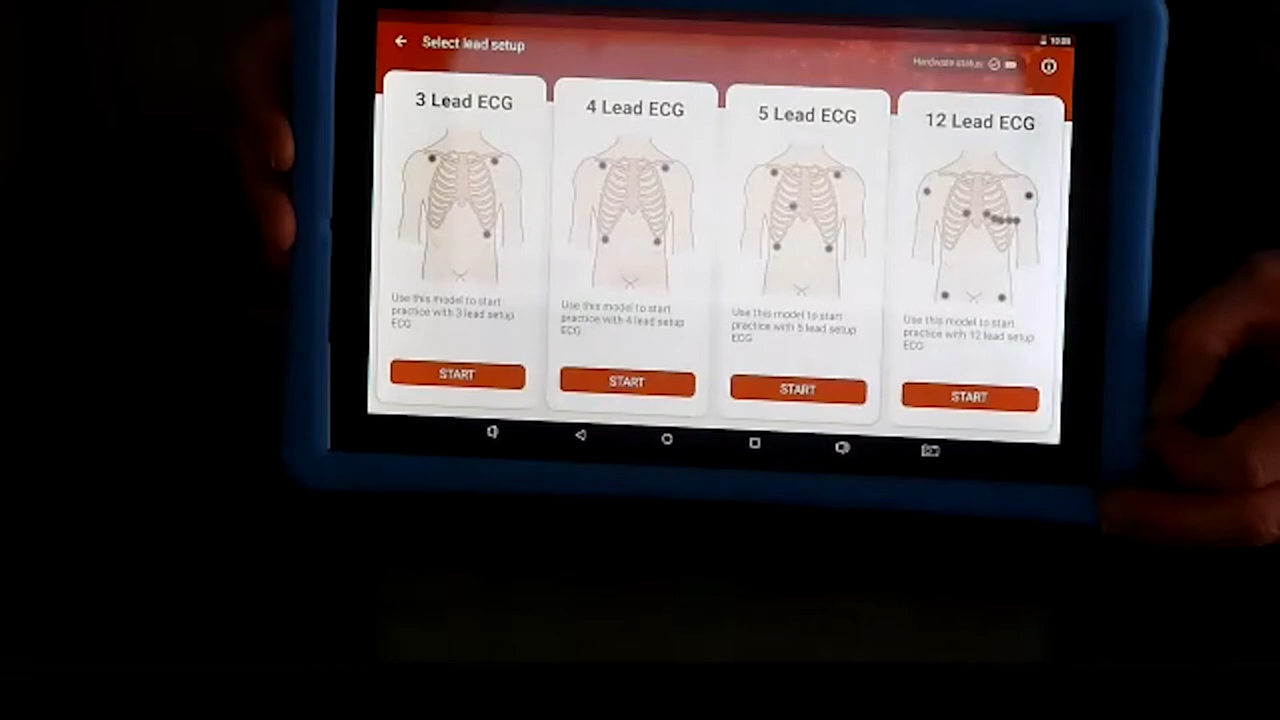 Select lead setup
Hardware status:
3 Lead ECG
Use this model to start
practice with 3 lead setup
ECG
START
4 Lead ECG
Use this model to start
practice with 4 lead setup
ECG
START
5 Lead ECG
Use this model to start
practice with 5 lead setup
ECG
START
12 Lead ECG
Use this model to start
practice with 12 lead setup
ECG
START